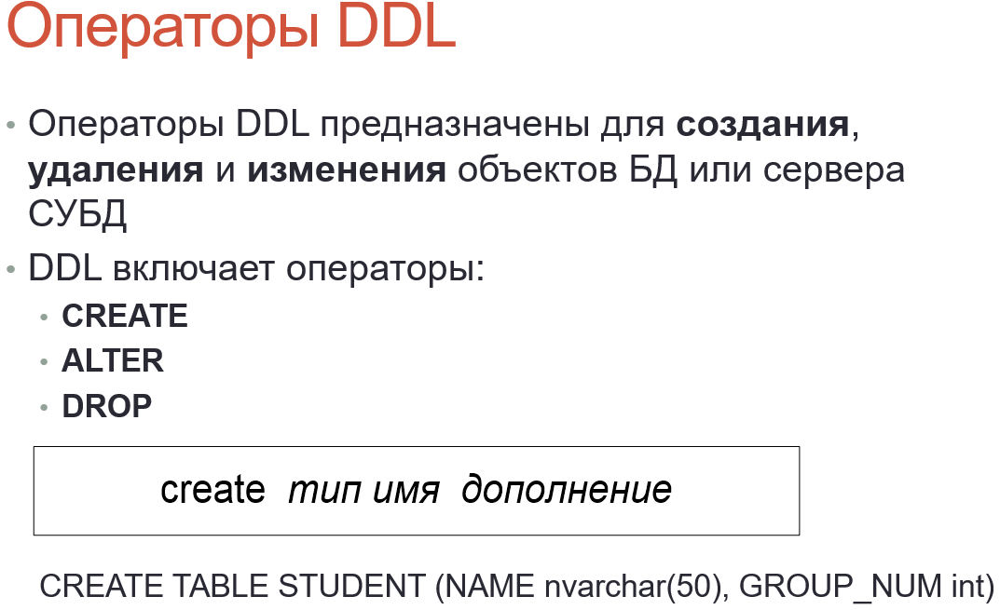 Операторы DDL
• Операторы DDL предназначены для создания,
удаления и изменения объектов БД или сервера
СУБД
• DDL включает операторы:
• CREATE
• ALTER
• DROP
create тип имя дополнение
CREATE TABLE STUDENT (NAME nvarchar(50), GROUP_NUM int)